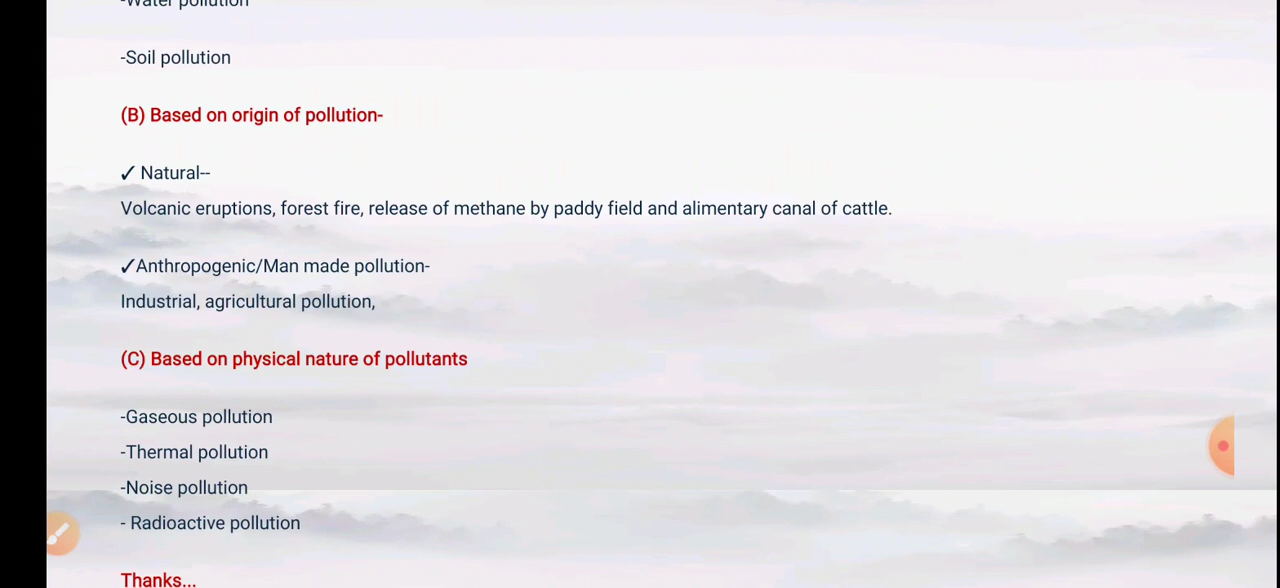 -Water pollution
-Soil pollution
(B) Based on origin of pollution-
✓ Natural--
Volcanic eruptions, forest fire, release of methane by paddy field and alimentary canal of cattle.
✓Anthropogenic/Man made pollution-
Industrial, agricultural pollution,
(C) Based on physical nature of pollutants
-Gaseous pollution
-Thermal pollution
-Noise pollution
- Radioactive pollution
Thanks...